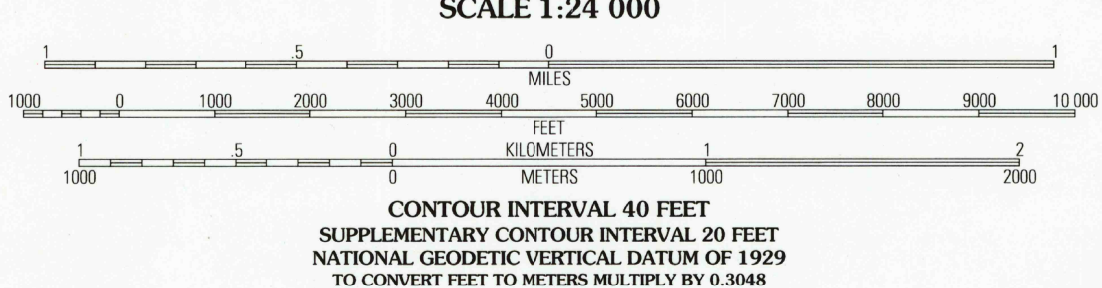 SCALE 1:24 000
1 .5 0 1
MILES
1000 0 1000 2000 3000 4000 5000 6000 7000 8000 9000 10 000
FEET
1 .5 0 KILOMETERS 1 2
1000 0 METERS 1000 2000
CONTOUR INTERVAL 40 FEET
SUPPLEMENTARY CONTOUR INTERVAL 20 FEET
NATIONAL GEODETIC VERTICAL DATUM OF 1929
TO CONVERT FEET TO METERS MULTIPLY BY 0.3048